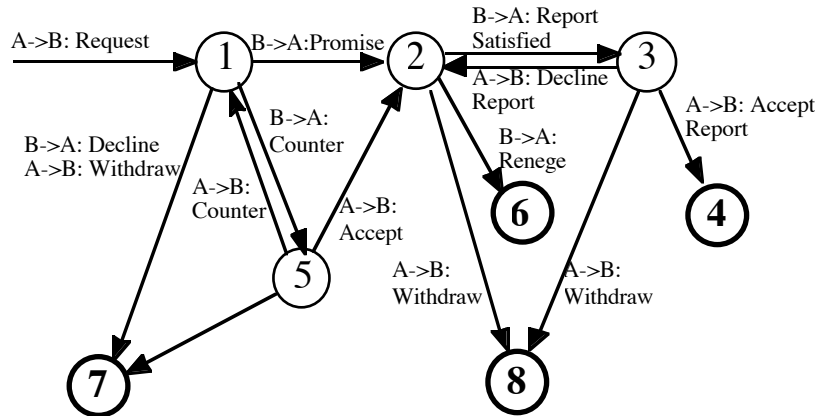 A->B: Request
1
B->A:Promise
2
B->A: Report
Satisfied
3
A->B: Decline
Report
A->B: Accept
Report
B->A:
Counter
B->A:
Renege
B->A: Decline
A->B: Withdraw
A->B:
Counter
A->B:
Accept
6
4
5
A->B:
Withdraw
A->B:
Withdraw
7
8